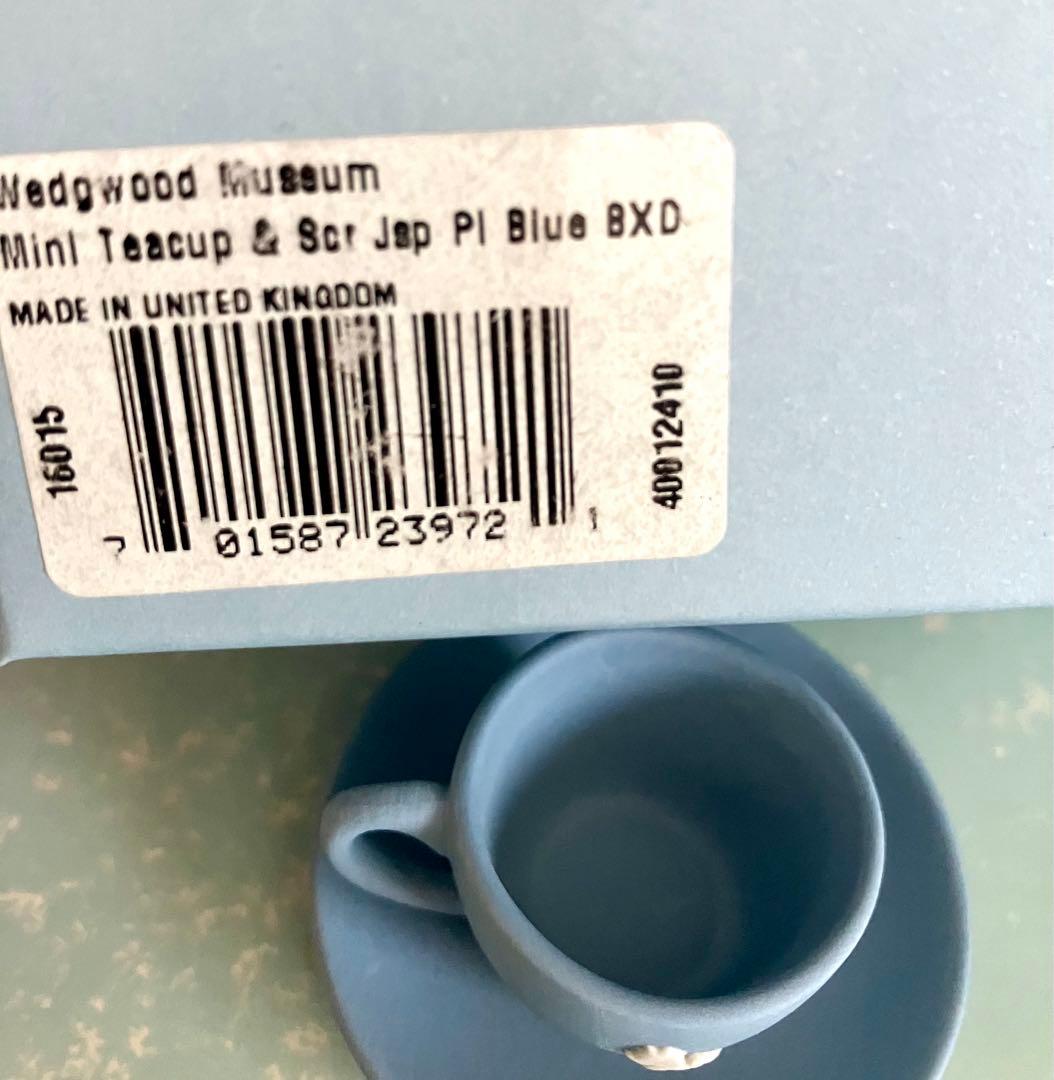 Wedgwood Museum
Mini Teacup & Scr Jsp Pl Blue BXD
MADE IN UNITED KINGDOM
16015
40012410
7 01587 23972 1